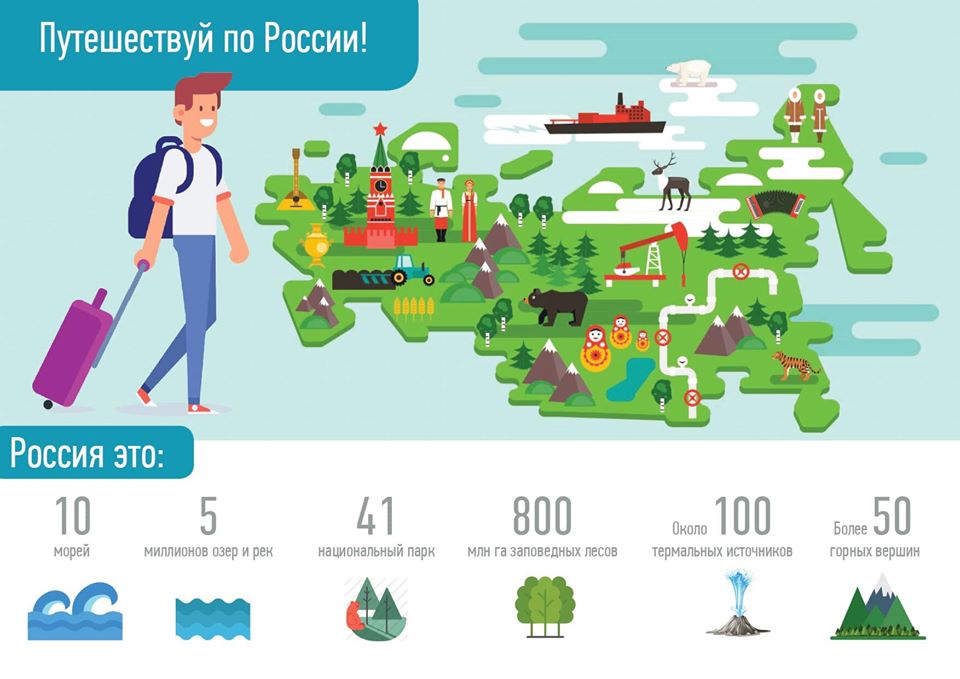 Путешествуй по России!
Россия это:
10
морей
5
миллионов озер и рек
41
национальный парк
800
млн га заповедных лесов
Около 100
термальных источников
Более 50
горных вершин